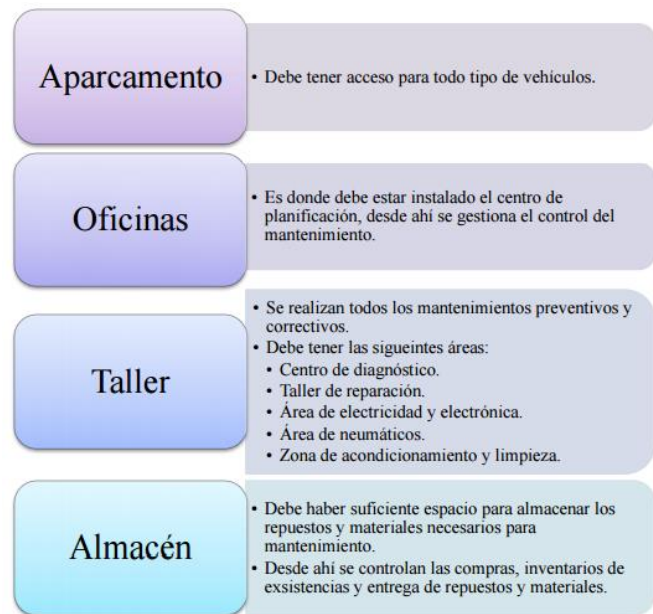 Aparcamento
• Debe tener acceso para todo tipo de vehículos.
Oficinas
• Es donde debe estar instalado el centro de
planificación, desde ahí se gestiona el control del
mantenimiento.
Taller
• Se realizan todos los mantenimientos preventivos y
correctivos.
• Debe tener las sigueintes áreas:
• Centro de diagnóstico.
• Taller de reparación.
• Área de electricidad y electrónica.
• Área de neumáticos.
• Zona de acondicionamiento y limpieza.
Almacén
• Debe haber suficiente espacio para almacenar los
repuestos y materiales necesarios para
mantenimiento.
• Desde ahí se controlan las compras, inventarios de
exsistencias y entrega de repuestos y materiales.